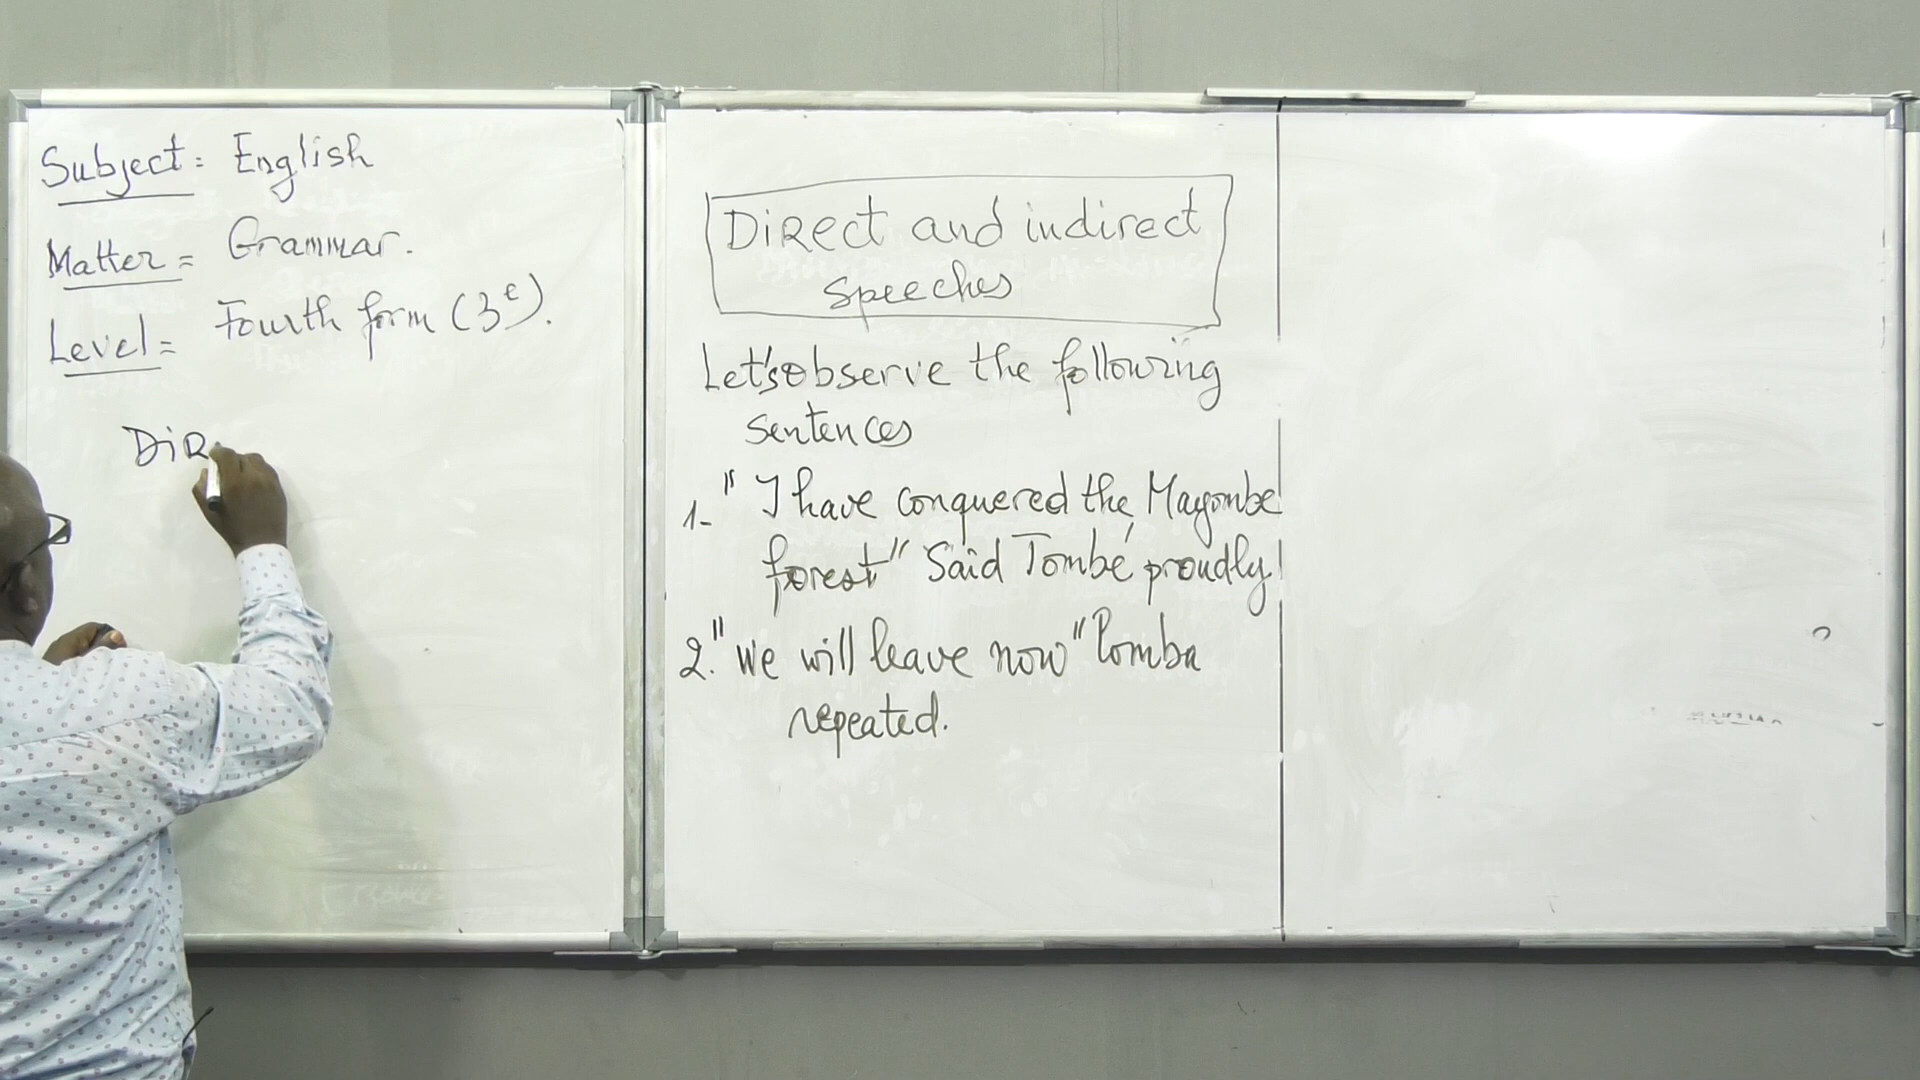 Subject: English
Matter = Grammar.
Level = Fourth form (3e).
DiR
Direct and indirect
speeches
Let's observe the following
sentences
1- "I have conquered the Mayombe
forest" Said Tombé proudly!
2. "We will leave now" Pomba
repeated.